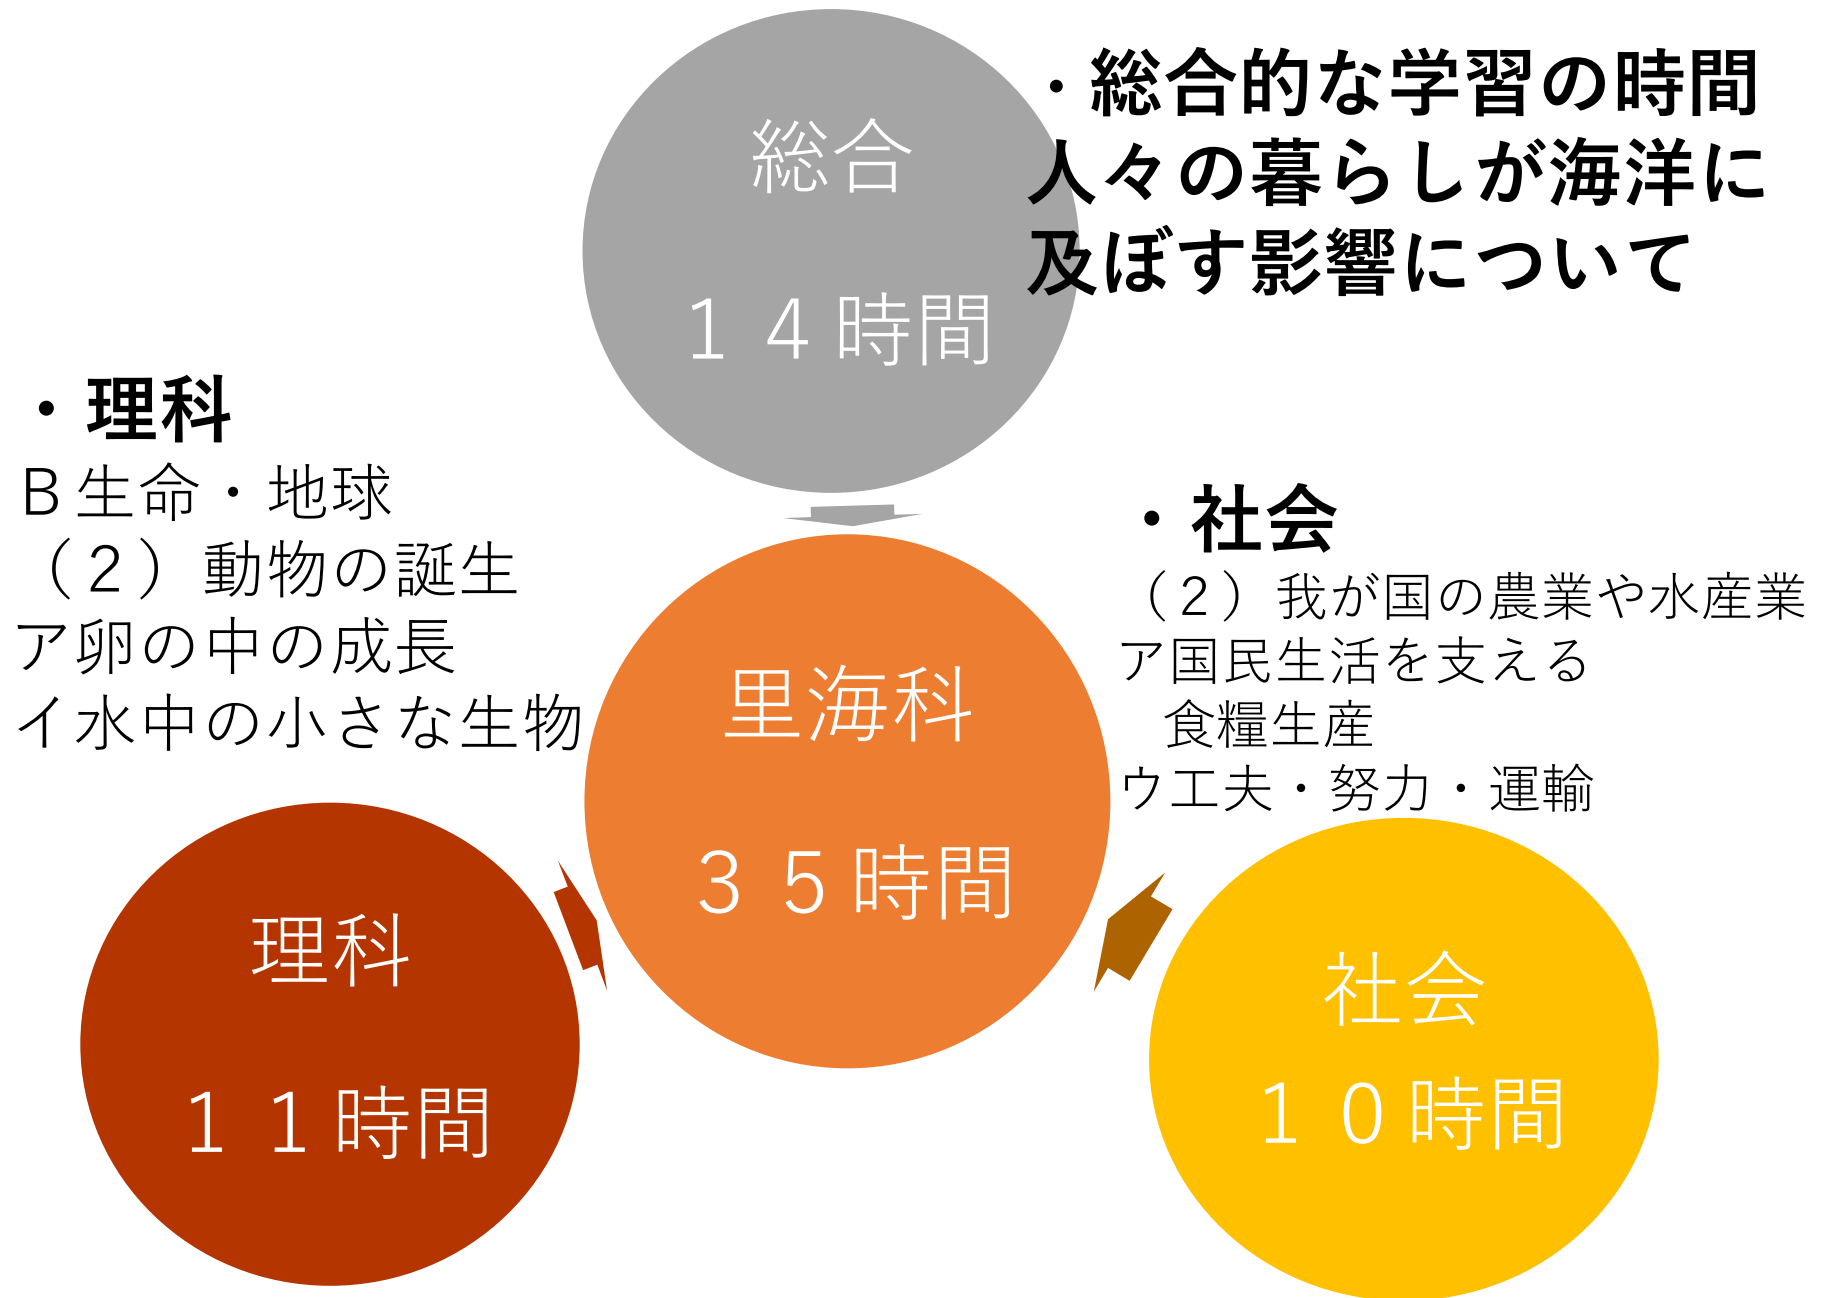 総合
１４時間
・総合的な学習の時間
人々の暮らしが海洋に
及ぼす影響について
・理科
Ｂ生命・地球
（２）動物の誕生
ア卵の中の成長
イ水中の小さな生物
・社会
（２）我が国の農業や水産業
ア国民生活を支える
食糧生産
ウ工夫・努力・運輸
里海科
３５時間
理科
１１時間
社会
１０時間